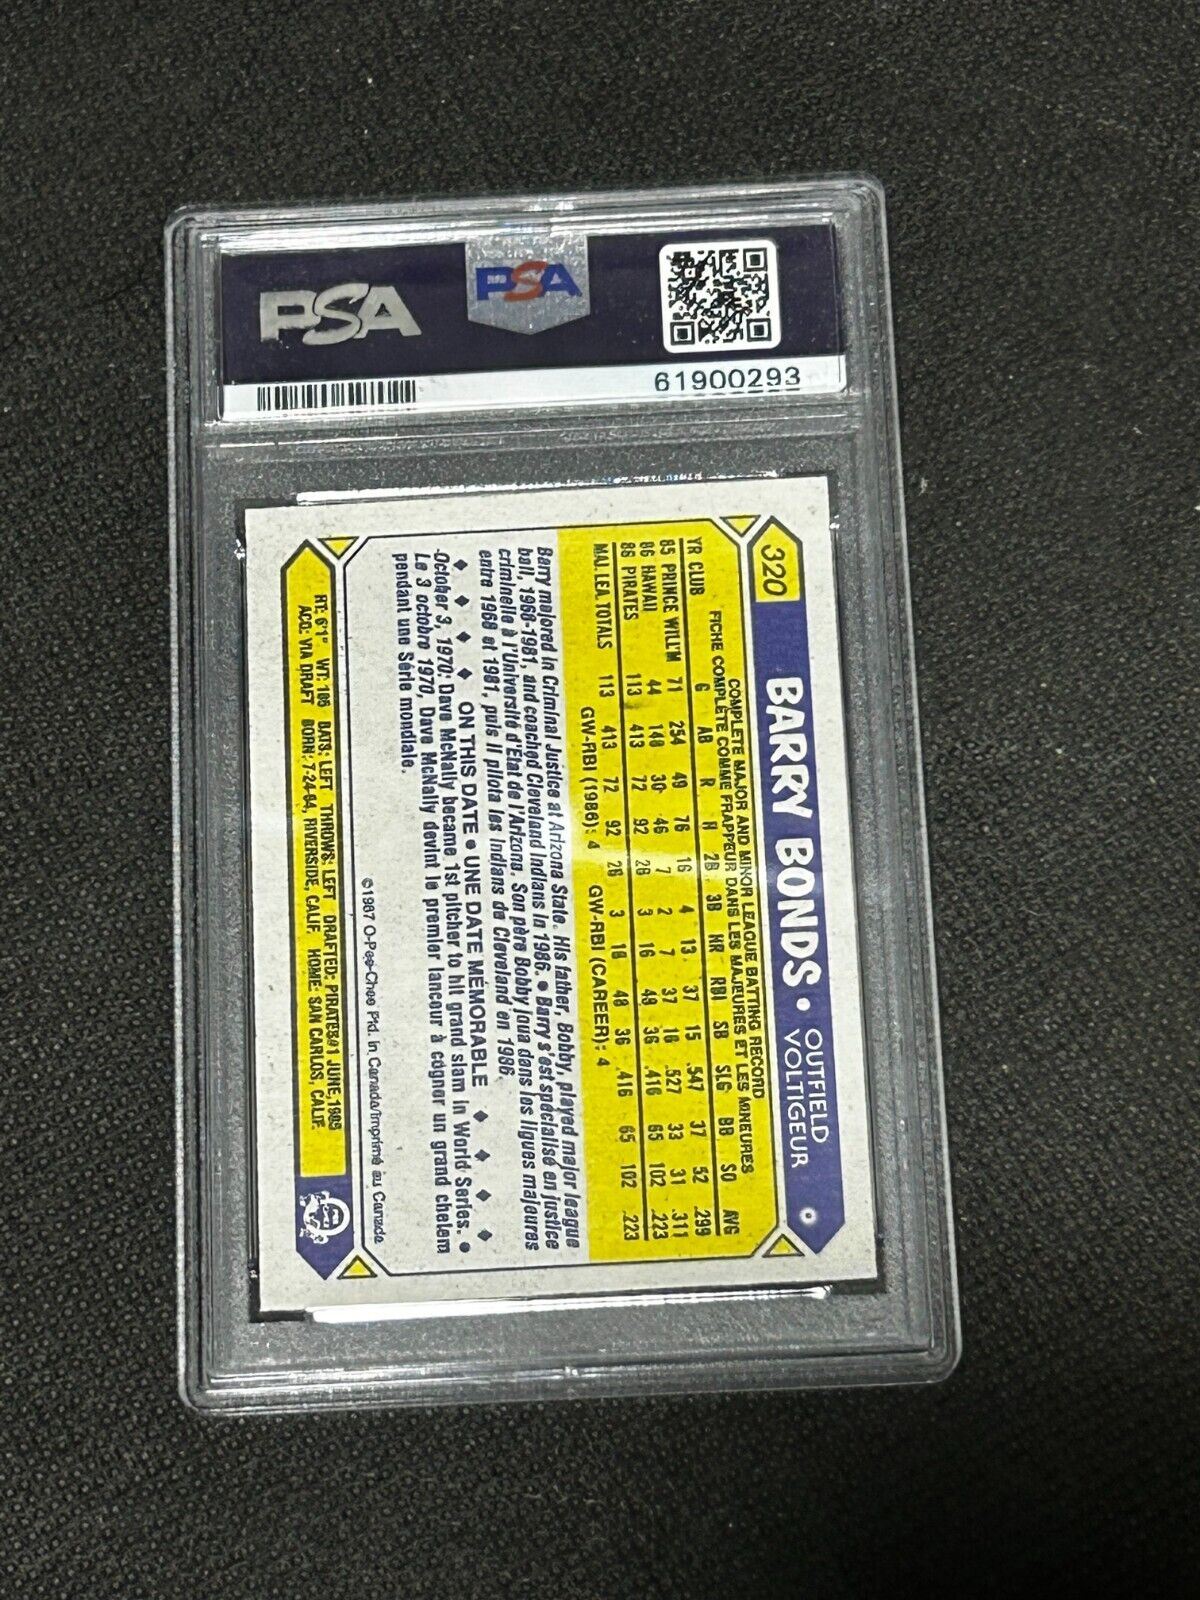 PSA
PSA
61900293
320 BARRY BONDS • OUTFIELD
VOLTIGEUR
COMPLETE MAJOR AND MINOR LEAGUE BATTING RECORD
FICHE COMPLÈTE COMME FRAPPEUR DANS LES MAJEURES ET LES MINEURES
YR CLUB G AB R H 2B 3B HR RBI SB SLG BB SO AVG
85 PRINCE WILL'M 71 254 49 76 16 4 13 37 15 .547 37 52 .299
86 HAWAII 44 148 30 46 7 2 7 37 16 .527 33 31 .311
86 PIRATES 113 413 72 92 26 3 16 48 36 .416 65 102 .223
MAJ. LEA. TOTALS 113 413 72 92 26 3 16 48 36 .416 65 102 .223
GW-RBI (1986): 4 GW-RBI (CAREER): 4
Barry majored in Criminal Justice at Arizona State. His father, Bobby, played major league
ball, 1968-1981, and coached Cleveland Indians in 1986. • Barry s'est spécialisé en justice
criminelle à l'Université d'État de l'Arizona. Son père Bobby joua dans les ligues majeures
entre 1968 et 1981, puis il pilota les Indians de Cleveland en 1986.
♦ ♦ ♦ ♦ ♦ ON THIS DATE • UNE DATE MÉMORABLE ♦ ♦ ♦ ♦ ♦
October 3, 1970: Dave McNally became 1st pitcher to hit grand slam in World Series. •
Le 3 octobre 1970, Dave McNally devint le premier lanceur à cogner un grand chelem
pendant une Série mondiale.
©1987 O-Pee-Chee Ptd. in Canada/Imprimé au Canada
HT: 6'1" WT: 185 BATS: LEFT THROWS: LEFT DRAFTED: PIRATES #1 JUNE, 1985
ACQ: VIA DRAFT BORN: 7-24-64, RIVERSIDE, CALIF. HOME: SAN CARLOS, CALIF.